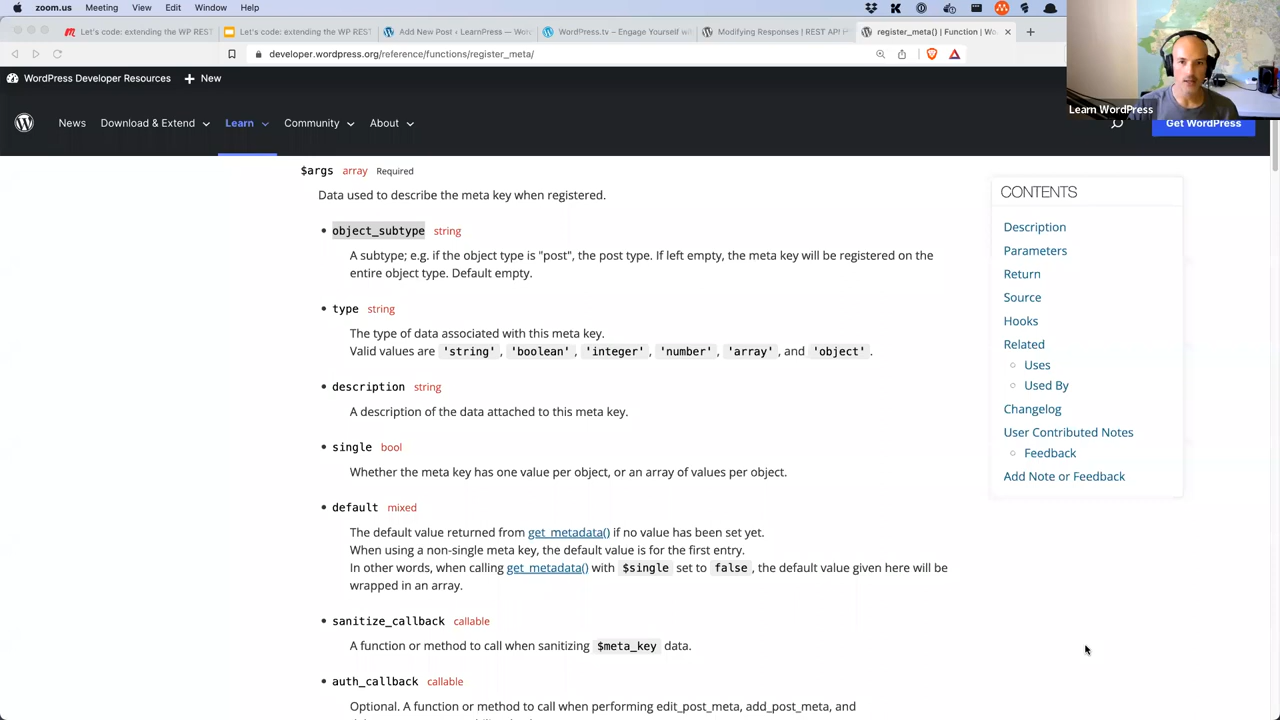 zoom.us Meeting View Edit Window Help
Let's code: extending the WP RES
Let's code: extending the WP RES
Add New Post ‹ LearnPress — Wo
WordPress.tv – Engage Yourself wi
Modifying Responses | REST API H
register_meta() | Function | Wo
developer.wordpress.org/reference/functions/register_meta/
WordPress Developer Resources
New
News Download & Extend Learn Community About
Get WordPress
Learn WordPress
$args array Required
Data used to describe the meta key when registered.
object_subtype string
A subtype; e.g. if the object type is "post", the post type. If left empty, the meta key will be registered on the
entire object type. Default empty.
type string
The type of data associated with this meta key.
Valid values are 'string' , 'boolean' , 'integer' , 'number' , 'array' , and 'object' .
description string
A description of the data attached to this meta key.
single bool
Whether the meta key has one value per object, or an array of values per object.
default mixed
The default value returned from get_metadata() if no value has been set yet.
When using a non-single meta key, the default value is for the first entry.
In other words, when calling get_metadata() with $single set to false , the default value given here will be
wrapped in an array.
sanitize_callback callable
A function or method to call when sanitizing $meta_key data.
auth_callback callable
Optional. A function or method to call when performing edit_post_meta, add_post_meta, and
CONTENTS
Description
Parameters
Return
Source
Hooks
Related
Uses
Used By
Changelog
User Contributed Notes
Feedback
Add Note or Feedback